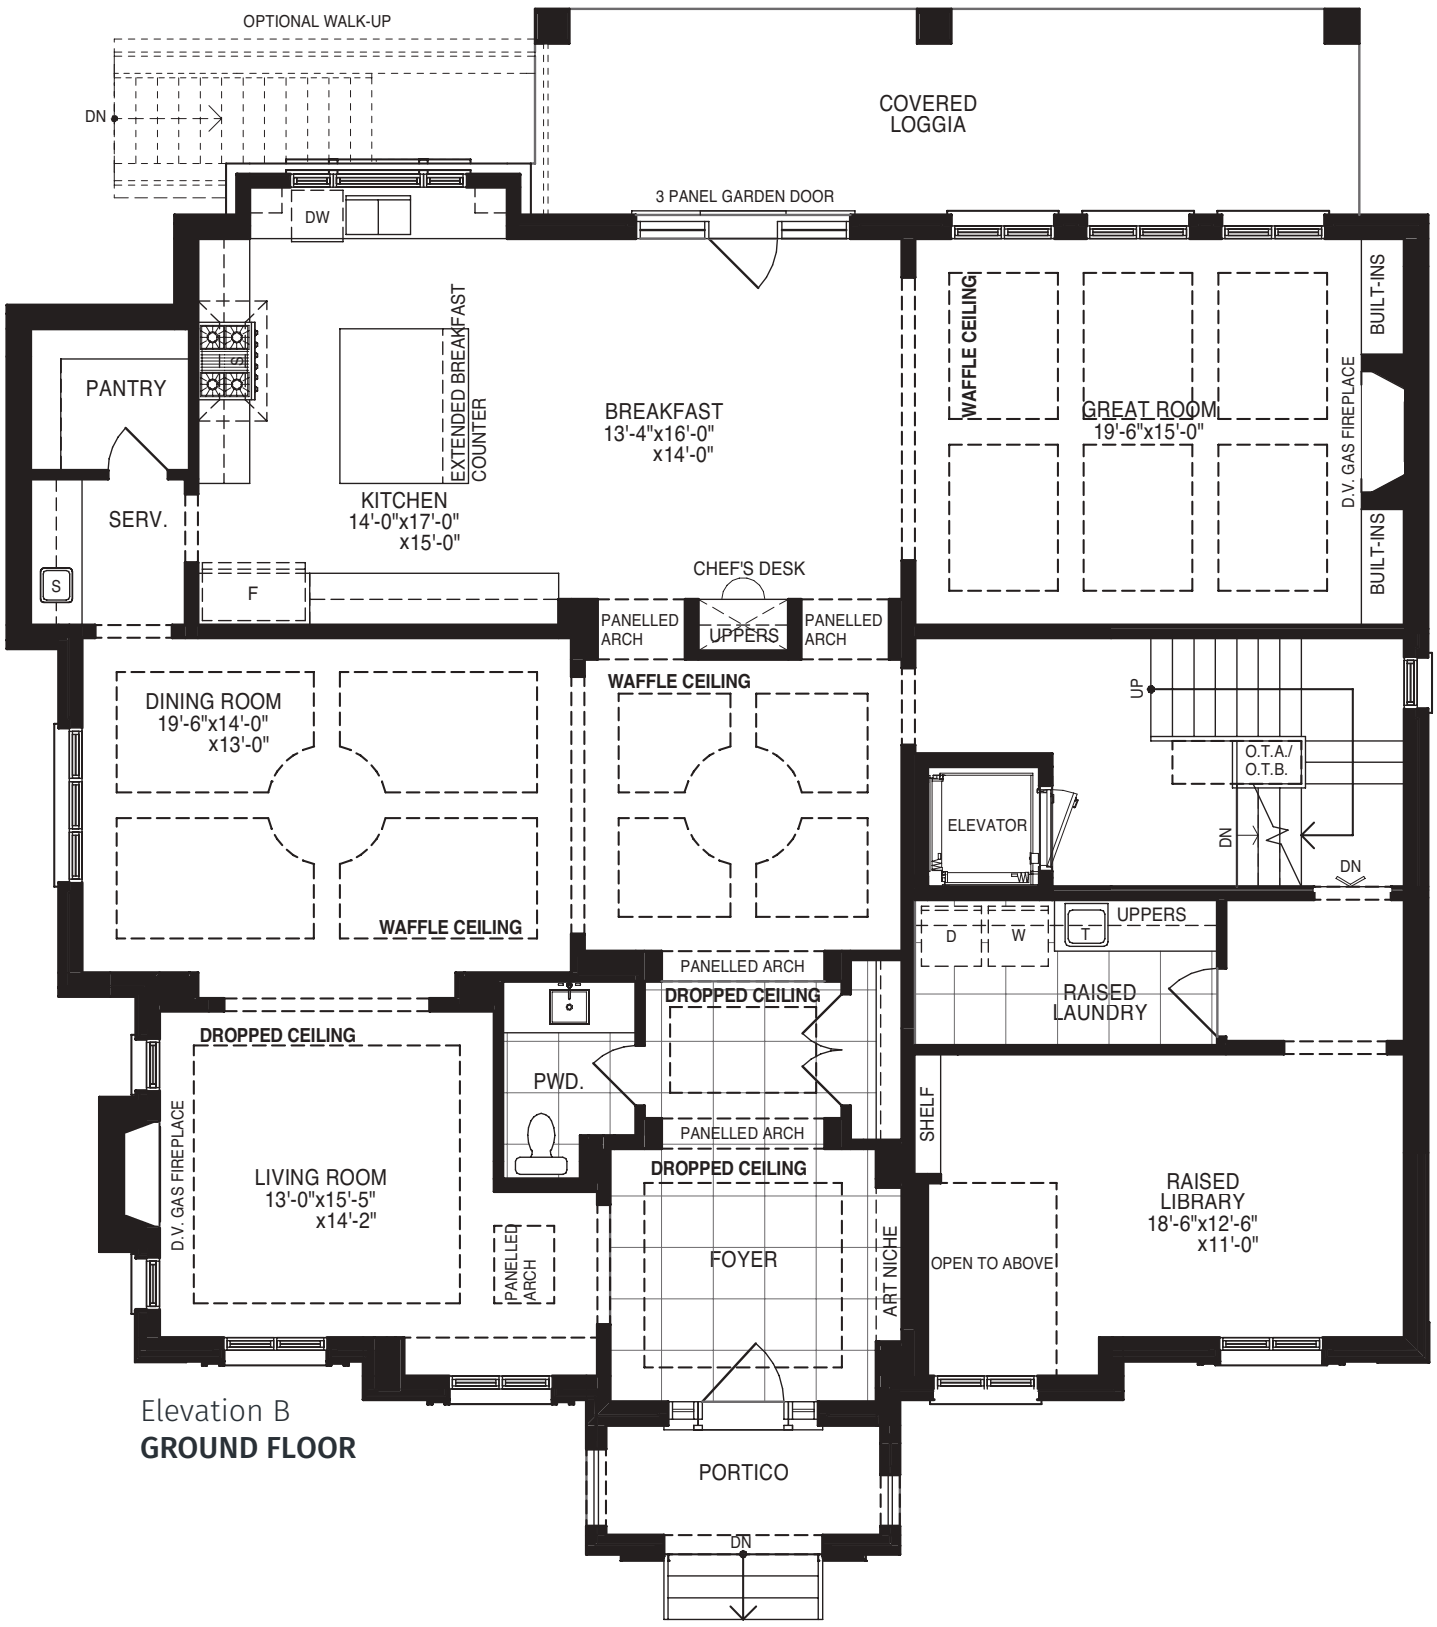 OPTIONAL WALK-UP
DN
COVERED
LOGGIA
3 PANEL GARDEN DOOR
DW
BUILT-INS
WAFFLE CEILING
EXTENDED BREAKFAST
COUNTER
S
PANTRY
BREAKFAST
13'-4"x16'-0"
x14'-0"
GREAT ROOM
19'-6"x15'-0"
D.V. GAS FIREPLACE
KITCHEN
14'-0"x17'-0"
x15'-0"
SERV.
BUILT-INS
S
F
CHEF'S DESK
PANELLED
ARCH
UPPERS
PANELLED
ARCH
WAFFLE CEILING
DINING ROOM
19'-6"x14'-0"
x13'-0"
UP
O.T.A./
O.T.B.
ELEVATOR
DN
DN
WAFFLE CEILING
D
W
T
UPPERS
PANELLED ARCH
DROPPED CEILING
RAISED
LAUNDRY
DROPPED CEILING
PWD.
D.V. GAS FIREPLACE
SHELF
PANELLED ARCH
DROPPED CEILING
LIVING ROOM
13'-0"x15'-5"
x14'-2"
RAISED
LIBRARY
18'-6"x12'-6"
x11'-0"
PANELLED
ARCH
FOYER
ART NICHE
OPEN TO ABOVE
Elevation B
GROUND FLOOR
PORTICO
DN